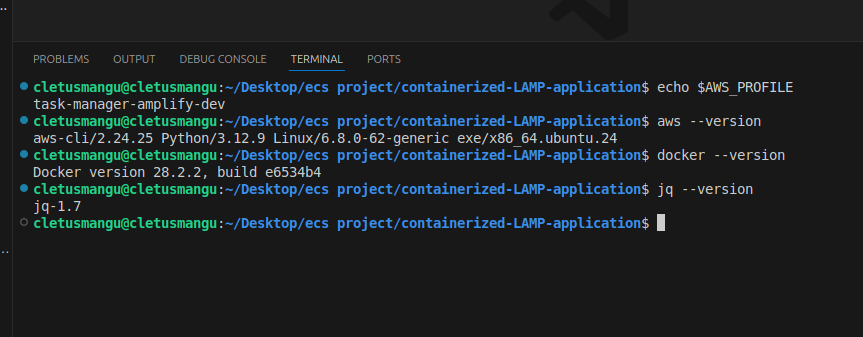 PROBLEMS OUTPUT DEBUG CONSOLE TERMINAL PORTS
cletusmangu@cletusmangu:~/Desktop/ecs project/containerized-LAMP-application$ echo $AWS_PROFILE
task-manager-amplify-dev
cletusmangu@cletusmangu:~/Desktop/ecs project/containerized-LAMP-application$ aws --version
aws-cli/2.24.25 Python/3.12.9 Linux/6.8.0-62-generic exe/x86_64.ubuntu.24
cletusmangu@cletusmangu:~/Desktop/ecs project/containerized-LAMP-application$ docker --version
Docker version 28.2.2, build e6534b4
cletusmangu@cletusmangu:~/Desktop/ecs project/containerized-LAMP-application$ jq --version
jq-1.7
cletusmangu@cletusmangu:~/Desktop/ecs project/containerized-LAMP-application$